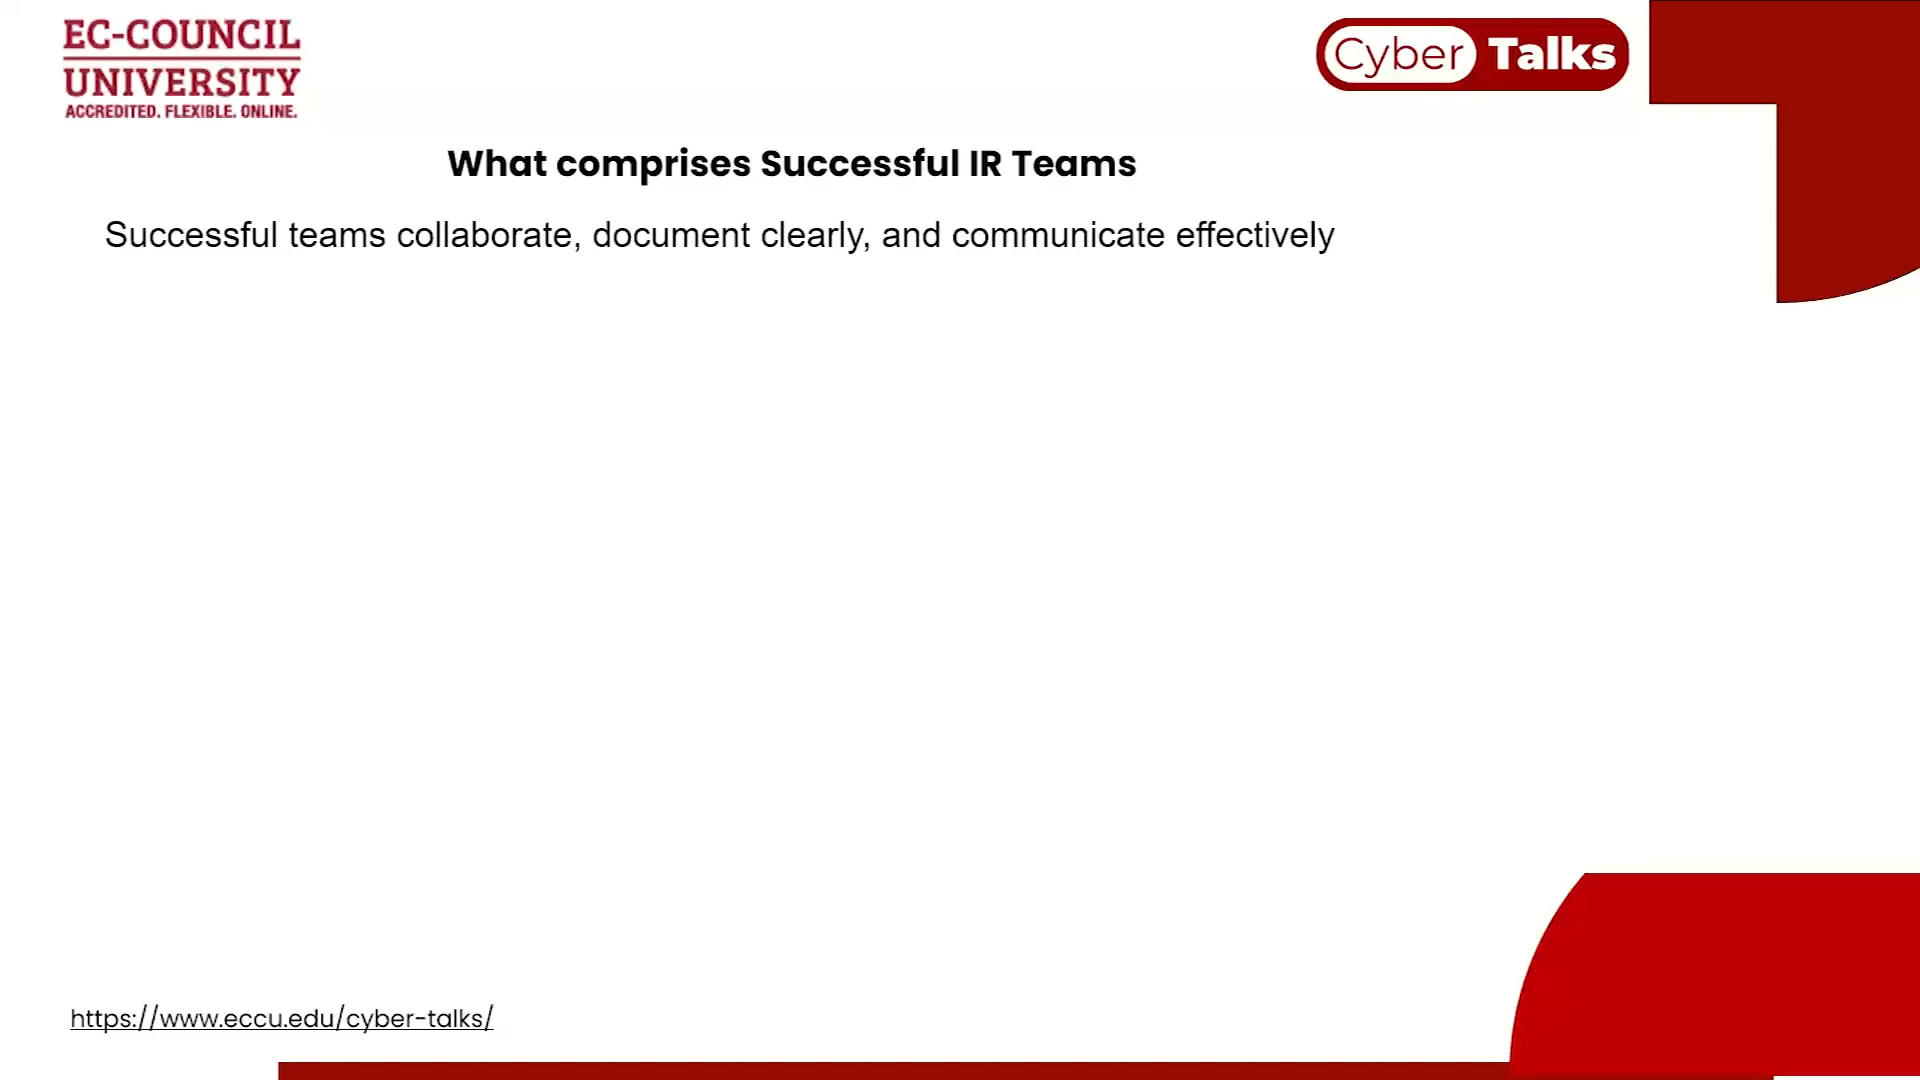 EC-COUNCIL
UNIVERSITY
ACCREDITED. FLEXIBLE. ONLINE.
Cyber Talks
What comprises Successful IR Teams
Successful teams collaborate, document clearly, and communicate effectively
https://www.eccu.edu/cyber-talks/